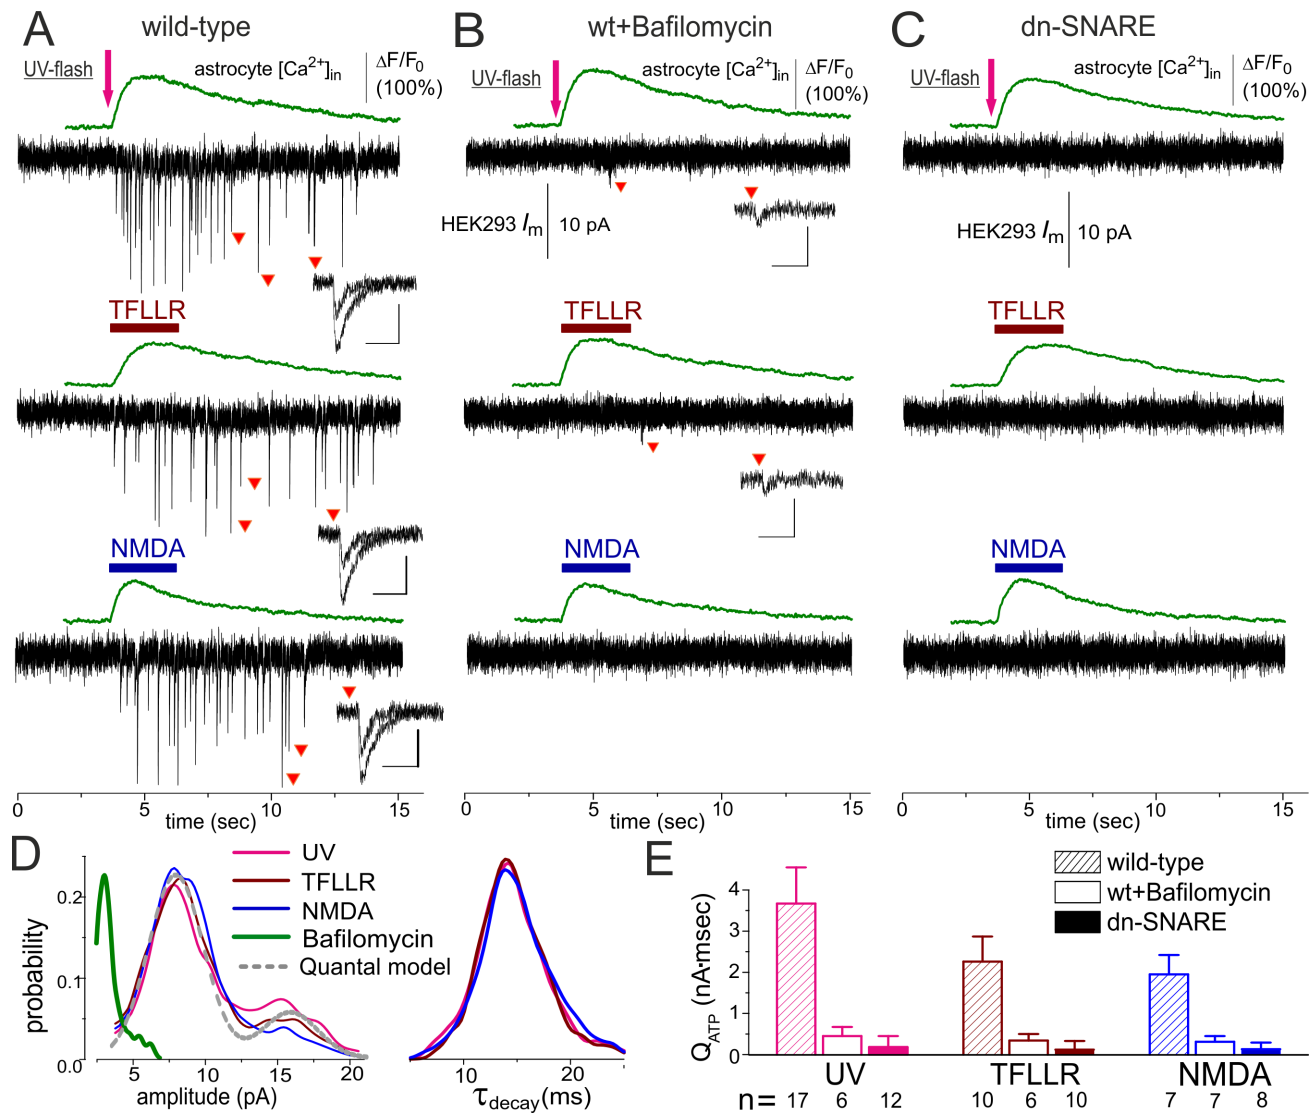 A wild-type
UV-flash astrocyte [Ca2+]in ΔF/F0 (100%)
TFLLR
NMDA
0 5 10 15
time (sec)
B wt+Bafilomycin
UV-flash astrocyte [Ca2+]in ΔF/F0 (100%)
HEK293 Im 10 pA
TFLLR
NMDA
0 5 10 15
time (sec)
C dn-SNARE
UV-flash astrocyte [Ca2+]in ΔF/F0 (100%)
HEK293 Im 10 pA
TFLLR
NMDA
0 5 10 15
time (sec)
D
probability
0.2
0.1
0.0
UV
TFLLR
NMDA
Bafilomycin
Quantal model
5 10 15 20
amplitude (pA)
10 20
τdecay(ms)
E
wild-type
wt+Bafilomycin
dn-SNARE
QATP (nA·msec)
4
3
2
1
0
UV TFLLR NMDA
n= 17 6 12 10 6 10 7 7 8